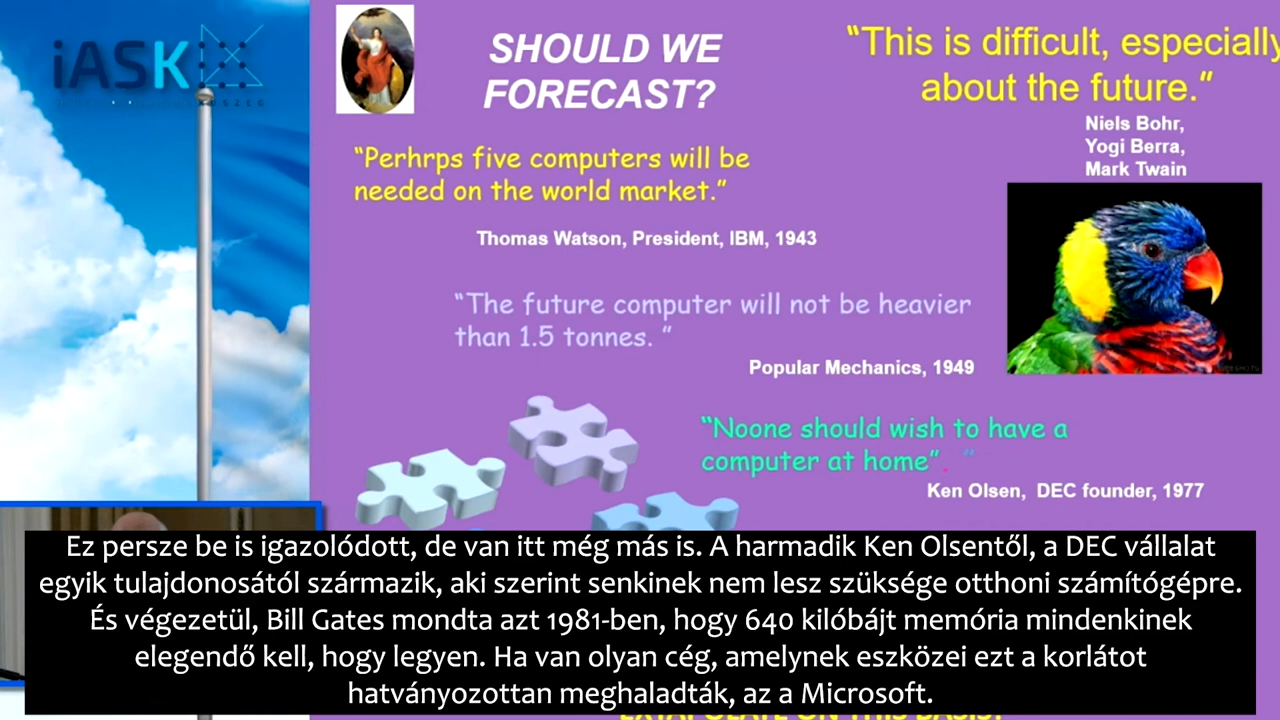 iASK
SHOULD WE
FORECAST?
“This is difficult, especially
about the future.”
Niels Bohr,
Yogi Berra,
Mark Twain
“Perhrps five computers will be
needed on the world market.”
Thomas Watson, President, IBM, 1943
“The future computer will not be heavier
than 1.5 tonnes. ”
Popular Mechanics, 1949
“Noone should wish to have a
computer at home”. ”
Ken Olsen, DEC founder, 1977
Ez persze be is igazolódott, de van itt még más is. A harmadik Ken Olsentől, a DEC vállalat
egyik tulajdonosától származik, aki szerint senkinek nem lesz szüksége otthoni számítógépre.
És végezetül, Bill Gates mondta azt 1981-ben, hogy 640 kilóbájt memória mindenkinek
elegendő kell, hogy legyen. Ha van olyan cég, amelynek eszközei ezt a korlátot
hatványozottan meghaladták, az a Microsoft.